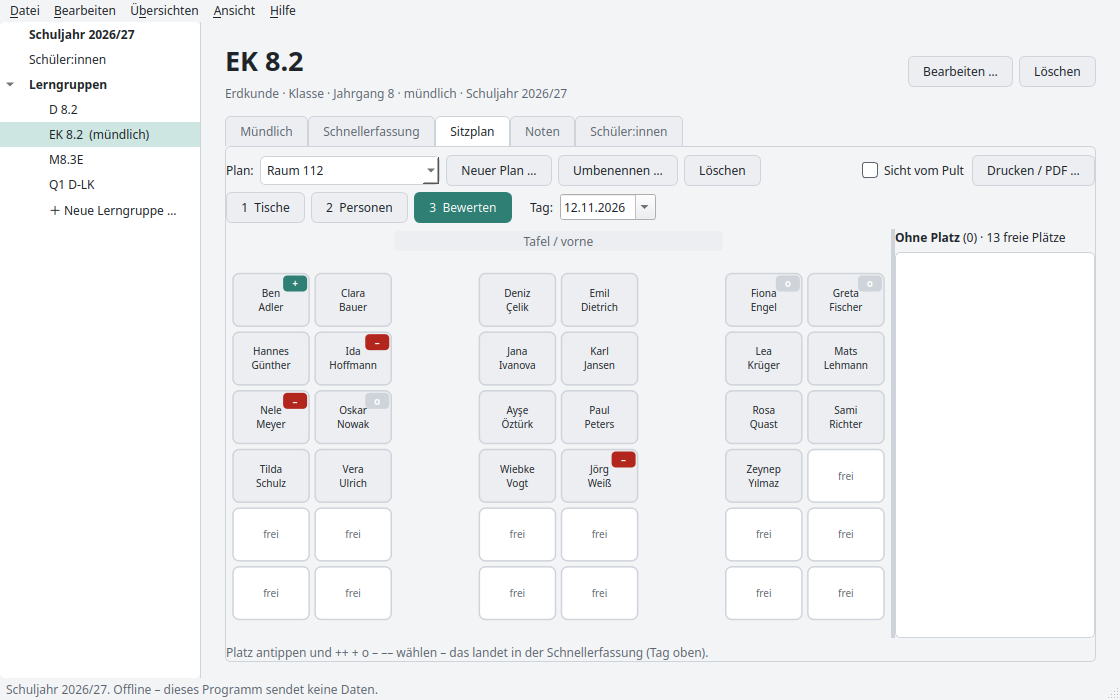 Datei Bearbeiten Übersichten Ansicht Hilfe
Schuljahr 2026/27
Schüler:innen
Lerngruppen
D 8.2
EK 8.2 (mündlich)
M8.3E
Q1 D-LK
+ Neue Lerngruppe ...
EK 8.2
Bearbeiten ... Löschen
Erdkunde · Klasse · Jahrgang 8 · mündlich · Schuljahr 2026/27
Mündlich Schnellerfassung Sitzplan Noten Schüler:innen
Plan: Raum 112 Neuer Plan ... Umbenennen ... Löschen Sicht vom Pult Drucken / PDF ...
1 Tische 2 Personen 3 Bewerten Tag: 12.11.2026
Tafel / vorne
Ohne Platz (0) · 13 freie Plätze
Ben Adler +
Clara Bauer
Deniz Çelik
Emil Dietrich
Fiona Engel o
Greta Fischer o
Hannes Günther
Ida Hoffmann –
Jana Ivanova
Karl Jansen
Lea Krüger
Mats Lehmann
Nele Meyer –
Oskar Nowak o
Ayşe Öztürk
Paul Peters
Rosa Quast
Sami Richter
Tilda Schulz
Vera Ulrich
Wiebke Vogt
Jörg Weiß –
Zeynep Yılmaz
frei
frei frei frei frei frei frei
frei frei frei frei frei frei
Platz antippen und ++ + o – –– wählen – das landet in der Schnellerfassung (Tag oben).
Schuljahr 2026/27. Offline – dieses Programm sendet keine Daten.